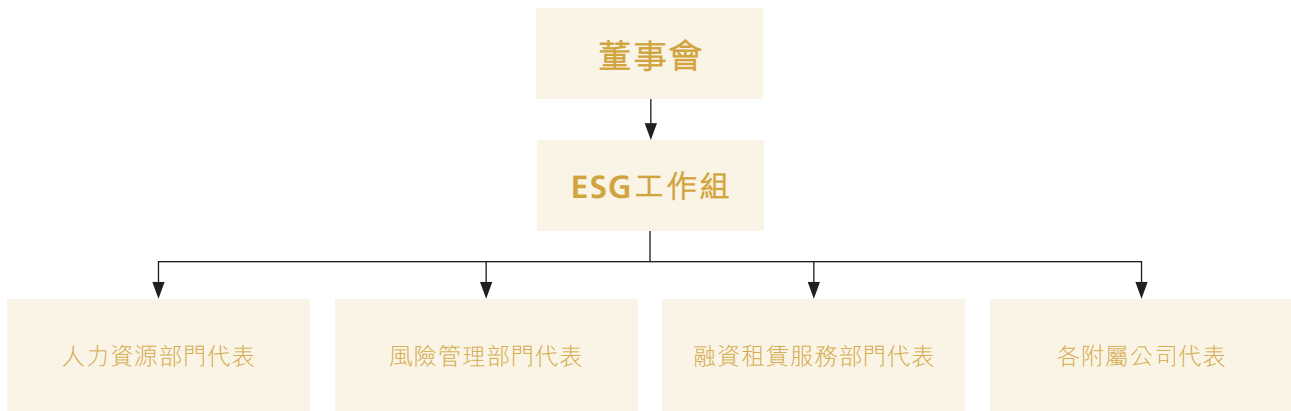 董事會
ESG工作組
人力資源部門代表
風險管理部門代表
融資租賃服務部門代表
各附屬公司代表